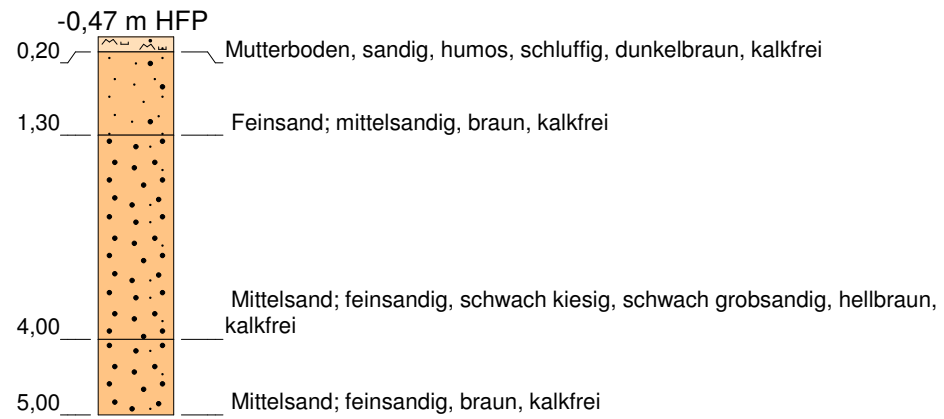 -0,47 m HFP
0,20 Mutterboden, sandig, humos, schluffig, dunkelbraun, kalkfrei
1,30 Feinsand; mittelsandig, braun, kalkfrei
Mittelsand; feinsandig, schwach kiesig, schwach grobsandig, hellbraun,
4,00 kalkfrei
5,00 Mittelsand; feinsandig, braun, kalkfrei